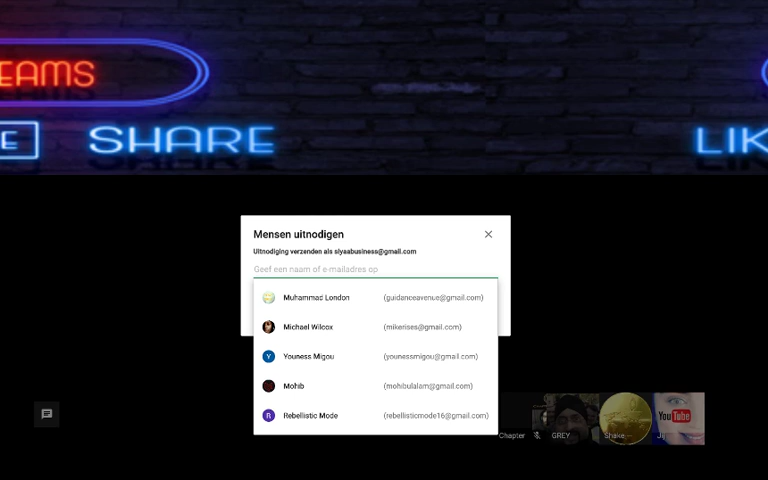 EAMS
E
SHARE
LIK
Mensen uitnodigen
Uitnodiging verzenden als siyaabusiness@gmail.com
Geef een naam of e-mailadres op
Muhammad London (guidanceavenue@gmail.com)
Michael Wilcox (mikerises@gmail.com)
Y Youness Migou (younessmigou@gmail.com)
Mohib (mohibulalam@gmail.com)
R Rebellistic Mode (rebellisticmode16@gmail.com)
You Tube
Chapter GREY Shake